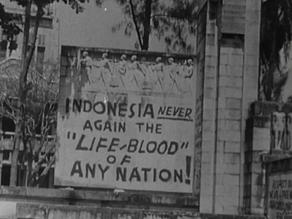 INDONESIA NEVER
AGAIN THE
"LIFE-BLOOD"
OF
ANY NATION!